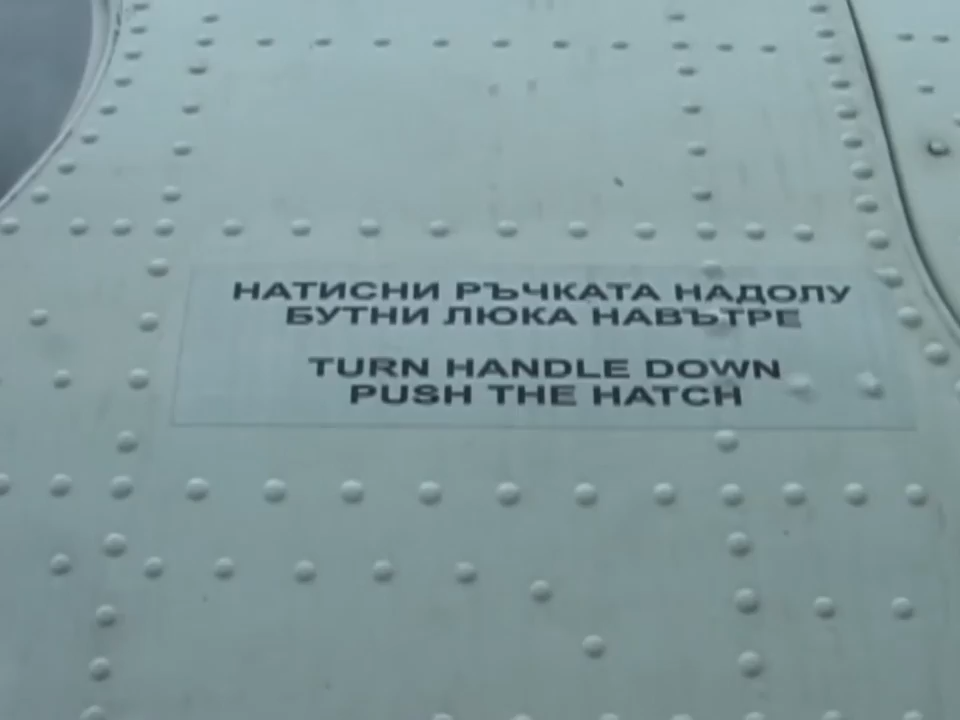 НАТИСНИ РЪЧКАТА НАДОЛУ
БУТНИ ЛЮКА НАВЪТРЕ
TURN HANDLE DOWN
PUSH THE HATCH